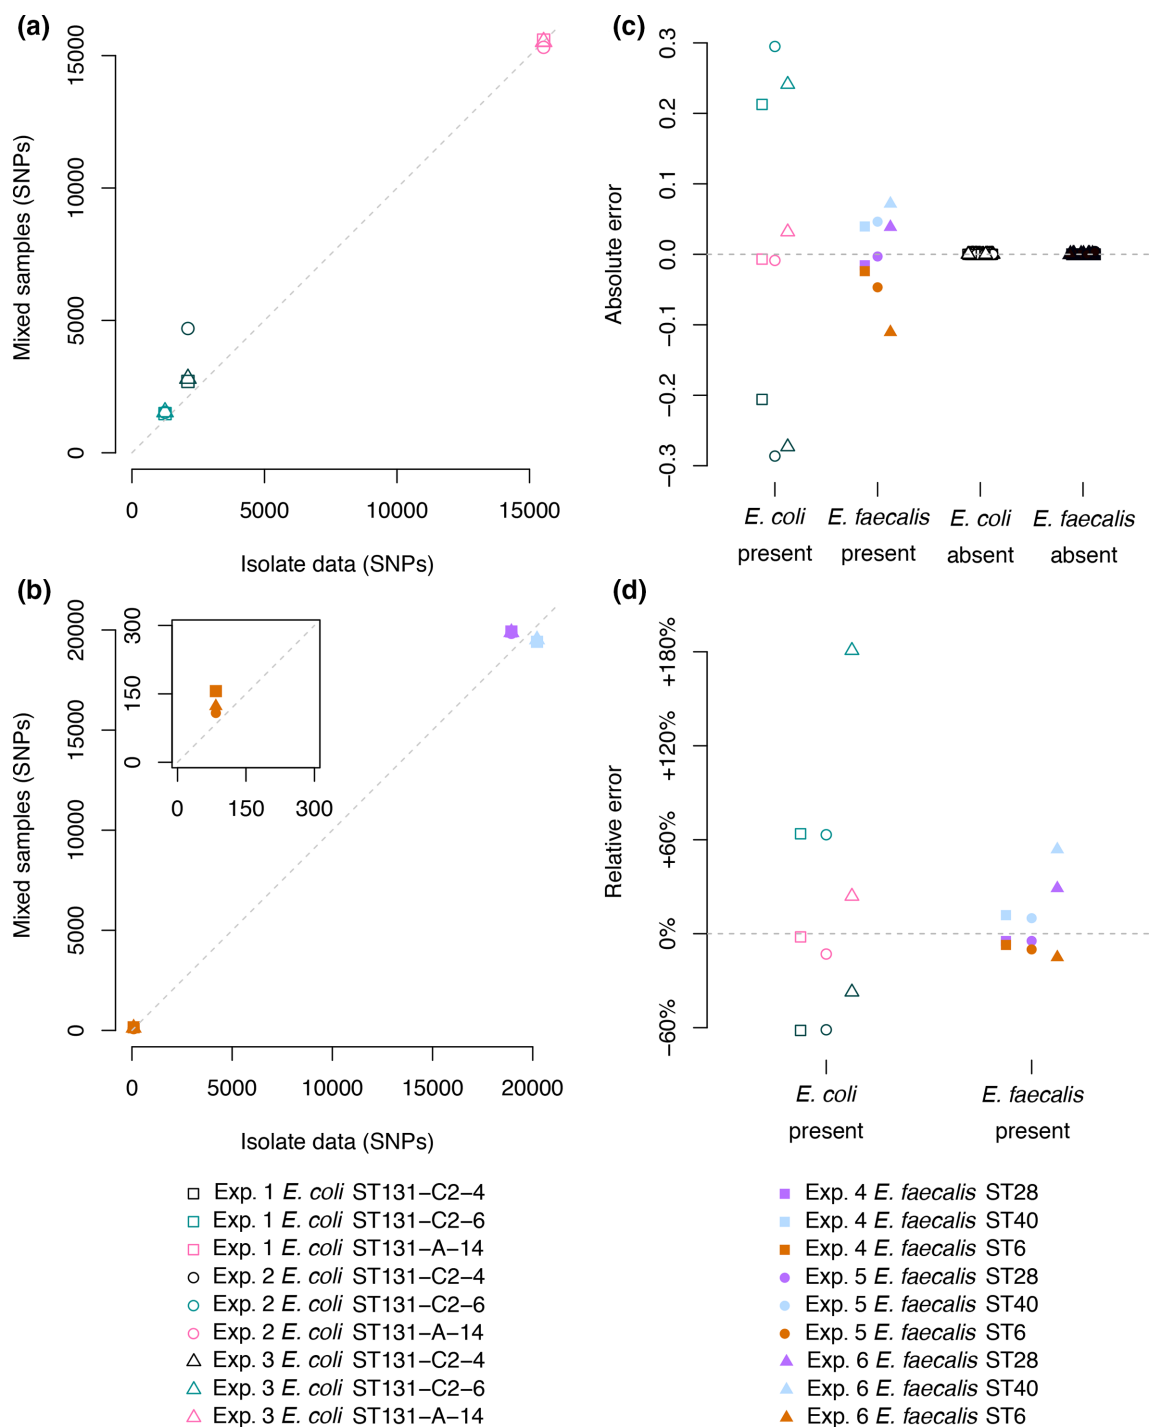 (a)
Mixed samples (SNPs)
15000
10000
5000
0
0 5000 10000 15000
Isolate data (SNPs)
(c)
Absolute error
0.3
0.2
0.1
0.0
−0.1
−0.2
−0.3
E. coli E. faecalis E. coli E. faecalis
present present absent absent
(b)
Mixed samples (SNPs)
20000
15000
10000
5000
0
300
150
0
0 150 300
0 5000 10000 15000 20000
Isolate data (SNPs)
(d)
Relative error
+180%
+120%
+60%
0%
−60%
E. coli E. faecalis
present present
Exp. 1 E. coli ST131−C2−4
Exp. 1 E. coli ST131−C2−6
Exp. 1 E. coli ST131−A−14
Exp. 2 E. coli ST131−C2−4
Exp. 2 E. coli ST131−C2−6
Exp. 2 E. coli ST131−A−14
Exp. 3 E. coli ST131−C2−4
Exp. 3 E. coli ST131−C2−6
Exp. 3 E. coli ST131−A−14
Exp. 4 E. faecalis ST28
Exp. 4 E. faecalis ST40
Exp. 4 E. faecalis ST6
Exp. 5 E. faecalis ST28
Exp. 5 E. faecalis ST40
Exp. 5 E. faecalis ST6
Exp. 6 E. faecalis ST28
Exp. 6 E. faecalis ST40
Exp. 6 E. faecalis ST6